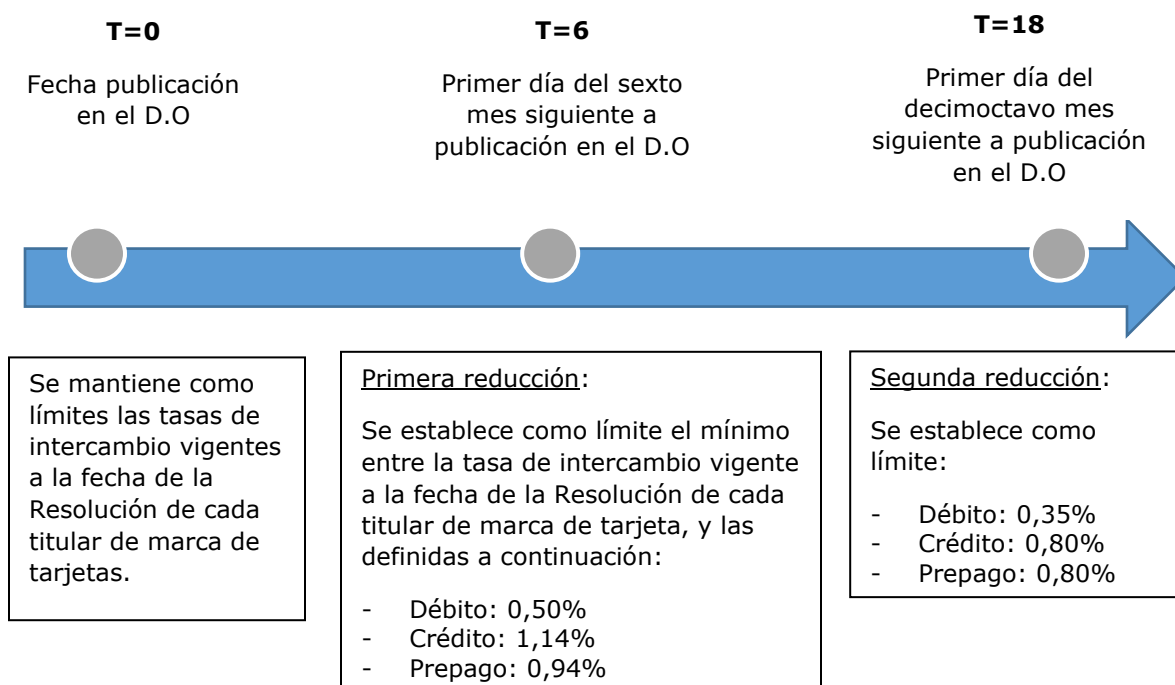 T=0
Fecha publicación
en el D.O
T=6
Primer día del sexto
mes siguiente a
publicación en el D.O
T=18
Primer día del
decimoctavo mes
siguiente a publicación
en el D.O
Se mantiene como
límites las tasas de
intercambio vigentes
a la fecha de la
Resolución de cada
titular de marca de
tarjetas.
Primera reducción:
Se establece como límite el mínimo
entre la tasa de intercambio vigente
a la fecha de la Resolución de cada
titular de marca de tarjeta, y las
definidas a continuación:
- Débito: 0,50%
- Crédito: 1,14%
- Prepago: 0,94%
Segunda reducción:
Se establece como
límite:
- Débito: 0,35%
- Crédito: 0,80%
- Prepago: 0,80%